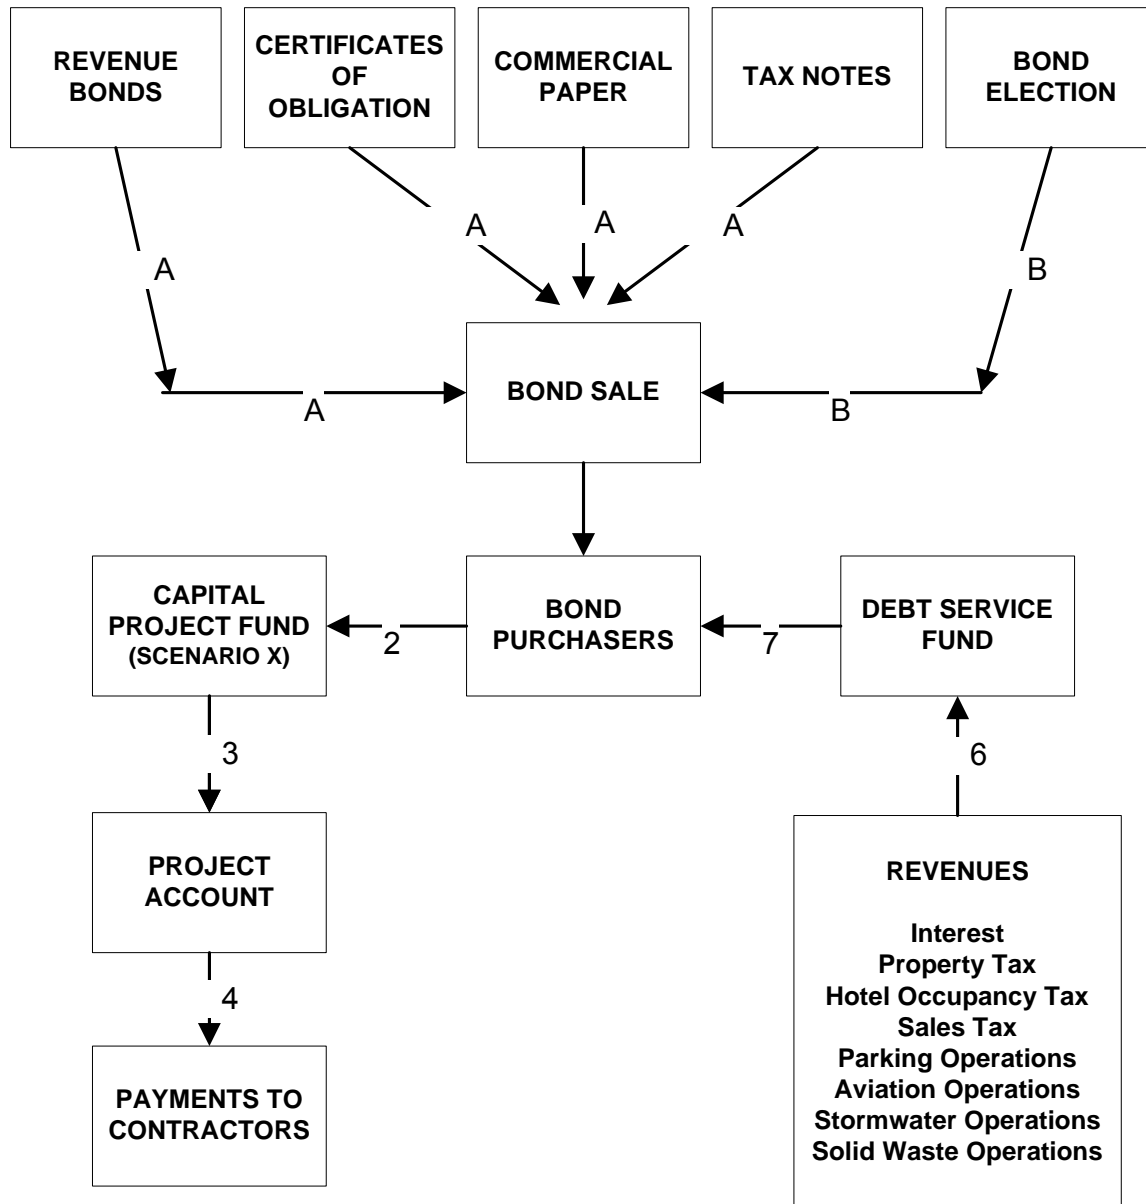 REVENUE
BONDS
CERTIFICATES
OF
OBLIGATION
COMMERCIAL
PAPER
TAX NOTES
BOND
ELECTION
A
A
A
A
B
A
B
BOND SALE
CAPITAL
PROJECT FUND
(SCENARIO X)
2
BOND
PURCHASERS
7
DEBT SERVICE
FUND
3
6
PROJECT
ACCOUNT
4
PAYMENTS TO
CONTRACTORS
REVENUES
Interest
Property Tax
Hotel Occupancy Tax
Sales Tax
Parking Operations
Aviation Operations
Stormwater Operations
Solid Waste Operations